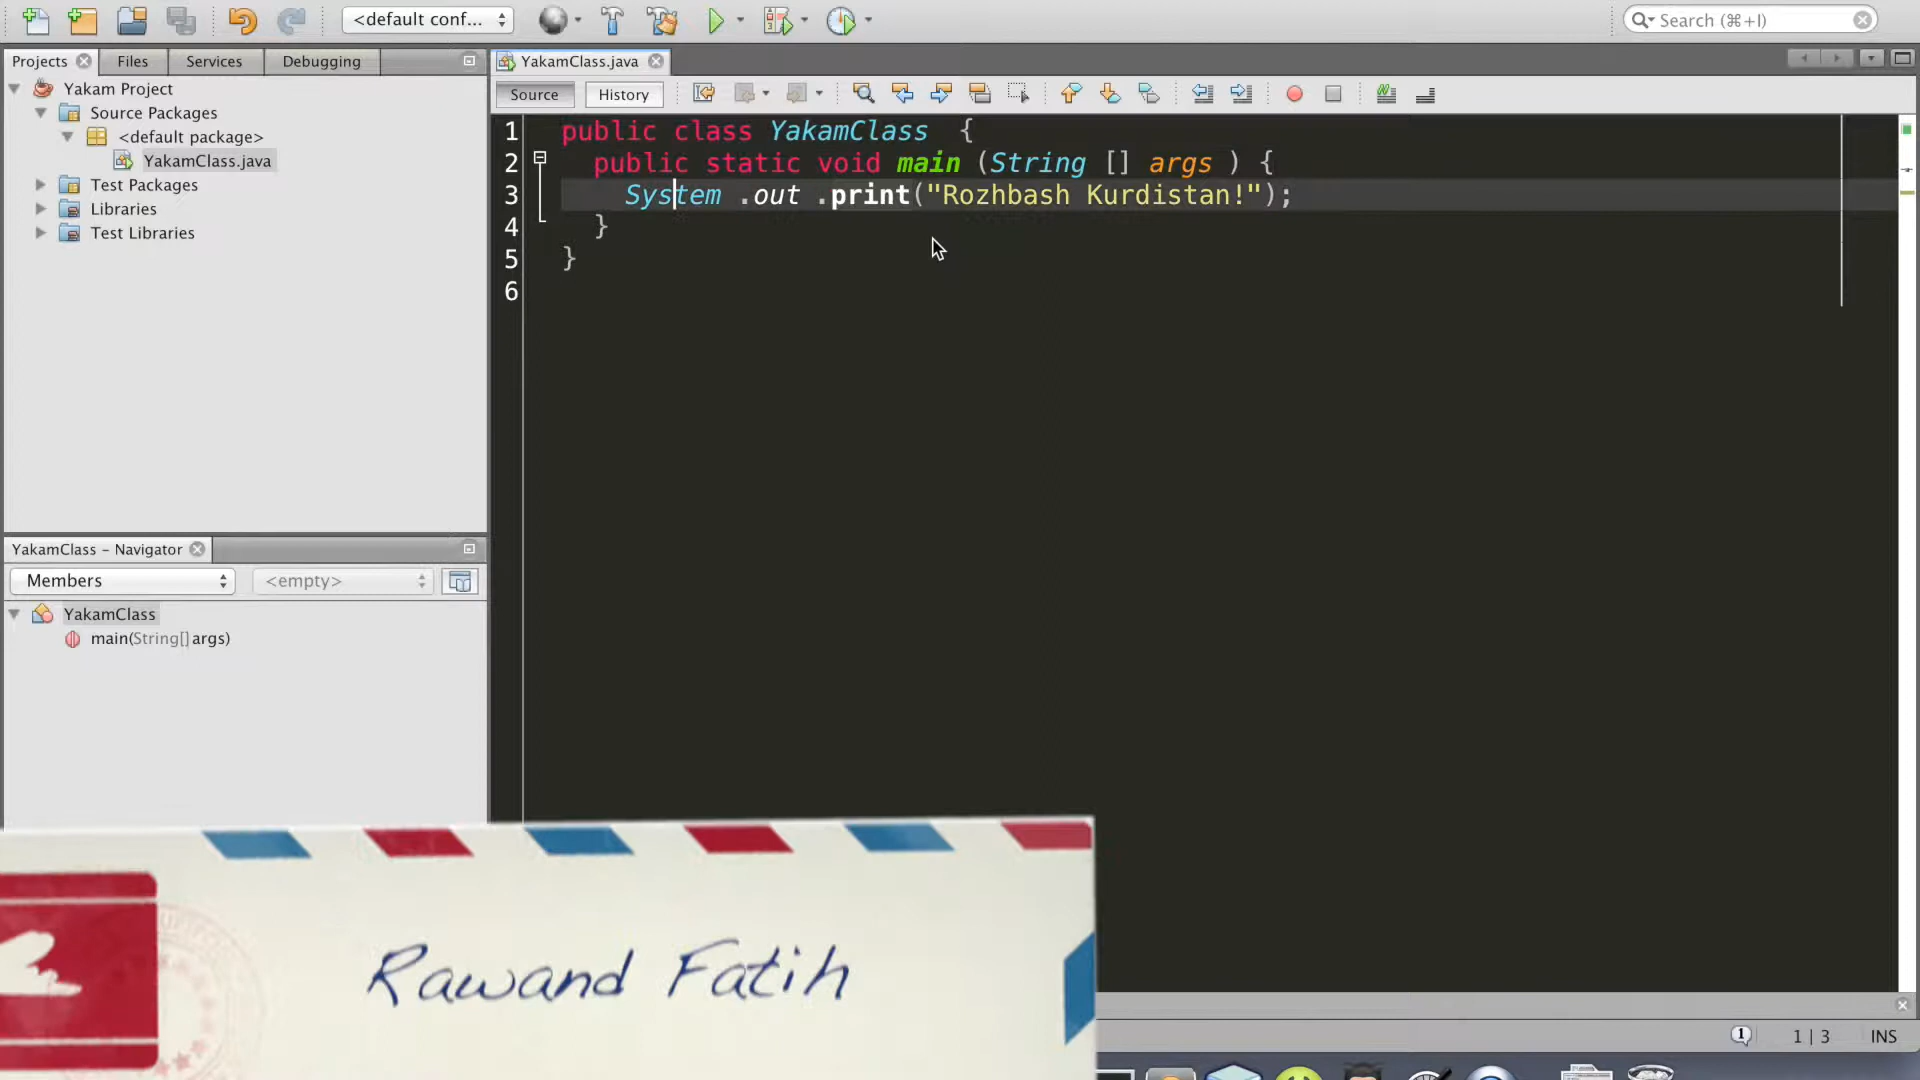 <default conf...
Search (⌘+I)
Projects
Files
Services
Debugging
YakamClass.java
Yakam Project
Source Packages
<default package>
YakamClass.java
Test Packages
Libraries
Test Libraries
Source
History
1 public class YakamClass {
2 public static void main (String [] args ) {
3 System .out .print("Rozhbash Kurdistan!");
4 }
5 }
6
YakamClass – Navigator
Members
<empty>
YakamClass
main(String[] args)
Rawand Fatih
1
1 | 3
INS